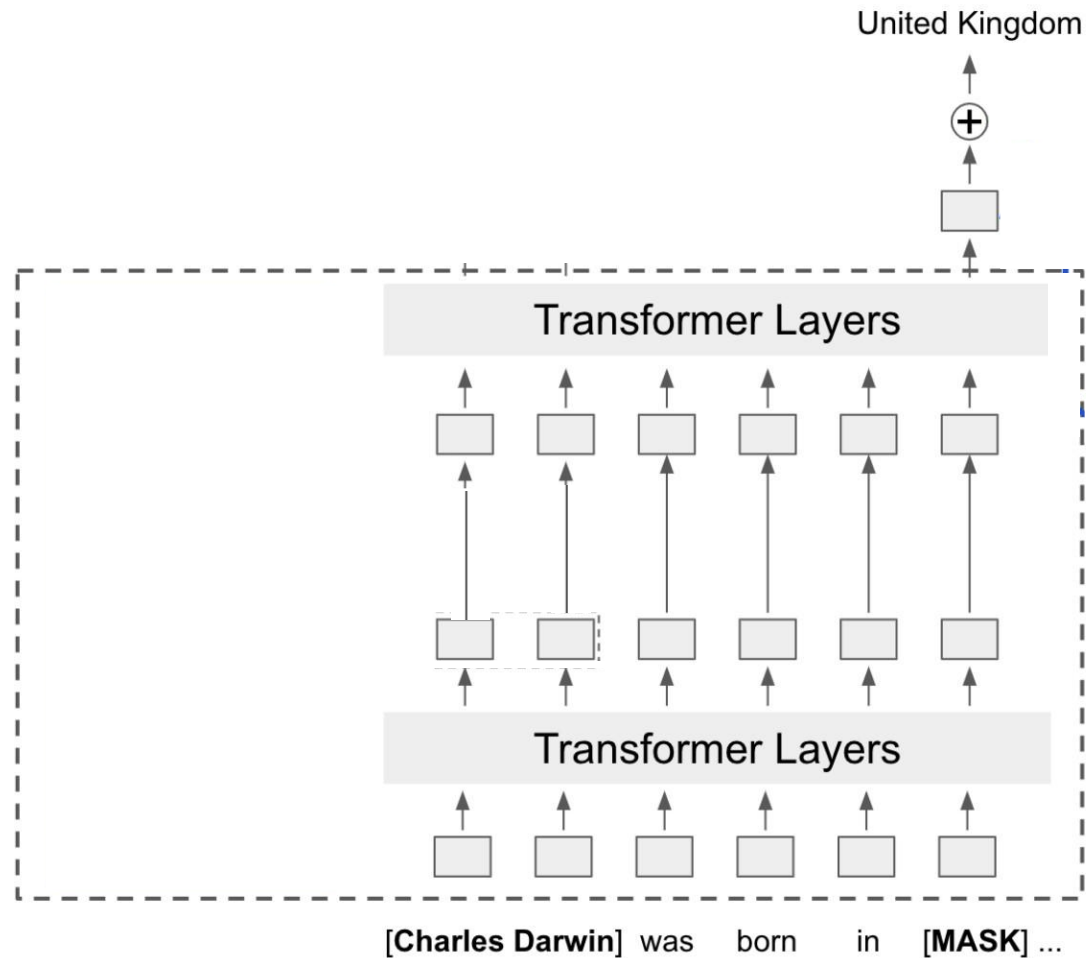 United Kingdom
Transformer Layers
Transformer Layers
[Charles Darwin] was born in [MASK] ...